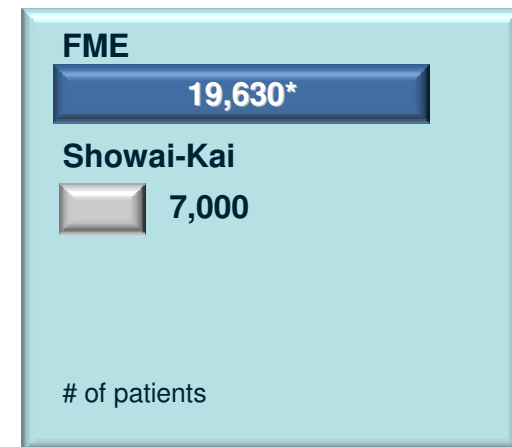 FME
19,630*
Showai-Kai
7,000
# of patients